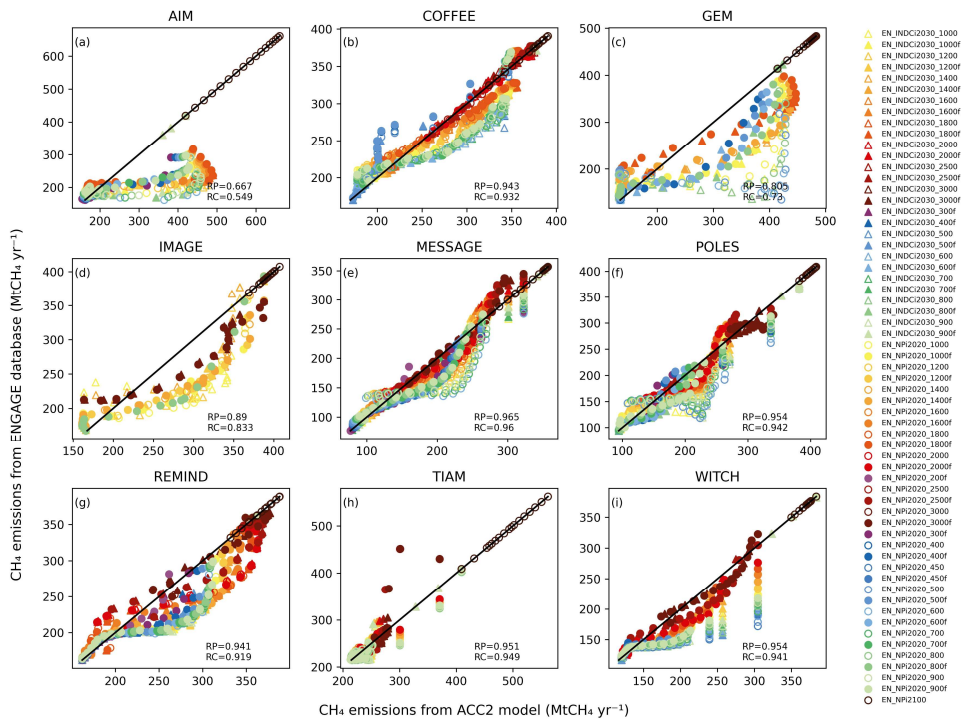 AIM
COFFEE
GEM
(a)
(b)
(c)
600
500
400
300
200
400
350
300
250
200
500
400
300
200
RP=0.667
RC=0.549
RP=0.943
RC=0.932
RP=0.805
RC=0.73
200 300 400 500 600
200 250 300 350 400
100 200 300 400 500
IMAGE
MESSAGE
POLES
(d)
(e)
(f)
400
350
300
250
200
350
300
250
200
150
100
400
350
300
250
200
150
100
RP=0.89
RC=0.833
RP=0.965
RC=0.96
RP=0.954
RC=0.942
150 200 250 300 350 400
100 200 300
100 200 300 400
REMIND
TIAM
WITCH
(g)
(h)
(i)
350
300
250
200
500
400
300
200
350
300
250
200
150
RP=0.941
RC=0.919
RP=0.951
RC=0.949
RP=0.954
RC=0.941
200 250 300 350
200 300 400 500
150 200 250 300 350
CH₄ emissions from ENGAGE database (MtCH₄ yr⁻¹)
CH₄ emissions from ACC2 model (MtCH₄ yr⁻¹)
EN_INDCi2030_1000
EN_INDCi2030_1000f
EN_INDCi2030_1200
EN_INDCi2030_1200f
EN_INDCi2030_1400
EN_INDCi2030_1400f
EN_INDCi2030_1600
EN_INDCi2030_1600f
EN_INDCi2030_1800
EN_INDCi2030_1800f
EN_INDCi2030_2000
EN_INDCi2030_2000f
EN_INDCi2030_2500
EN_INDCi2030_2500f
EN_INDCi2030_3000
EN_INDCi2030_3000f
EN_INDCi2030_300f
EN_INDCi2030_400f
EN_INDCi2030_500
EN_INDCi2030_500f
EN_INDCi2030_600
EN_INDCi2030_600f
EN_INDCi2030_700
EN_INDCi2030_700f
EN_INDCi2030_800
EN_INDCi2030_800f
EN_INDCi2030_900
EN_INDCi2030_900f
EN_NPi2020_1000
EN_NPi2020_1000f
EN_NPi2020_1200
EN_NPi2020_1200f
EN_NPi2020_1400
EN_NPi2020_1400f
EN_NPi2020_1600
EN_NPi2020_1600f
EN_NPi2020_1800
EN_NPi2020_1800f
EN_NPi2020_2000
EN_NPi2020_2000f
EN_NPi2020_200f
EN_NPi2020_2500
EN_NPi2020_2500f
EN_NPi2020_3000
EN_NPi2020_3000f
EN_NPi2020_300f
EN_NPi2020_400
EN_NPi2020_400f
EN_NPi2020_450
EN_NPi2020_450f
EN_NPi2020_500
EN_NPi2020_500f
EN_NPi2020_600
EN_NPi2020_600f
EN_NPi2020_700
EN_NPi2020_700f
EN_NPi2020_800
EN_NPi2020_800f
EN_NPi2020_900
EN_NPi2020_900f
EN_NPi2100